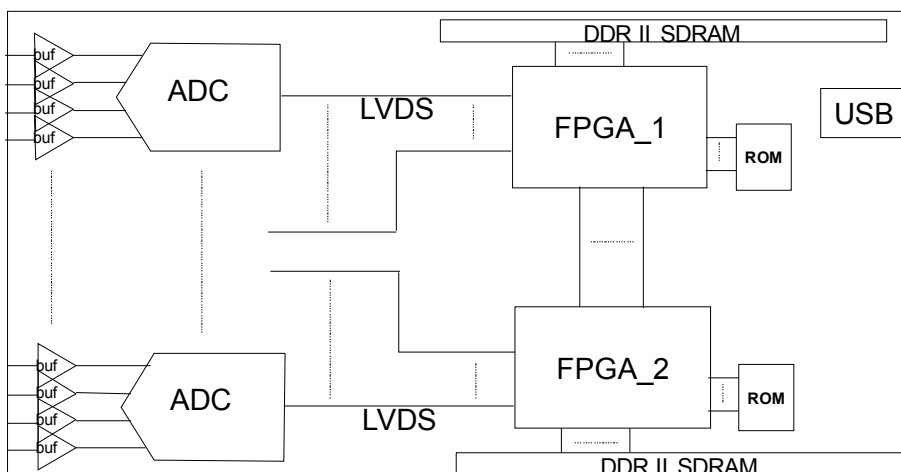 DDR II SDRAM
buf
buf
buf
buf
ADC
LVDS
FPGA_1
USB
ROM
buf
buf
buf
buf
ADC
LVDS
FPGA_2
ROM
DDR II SDRAM